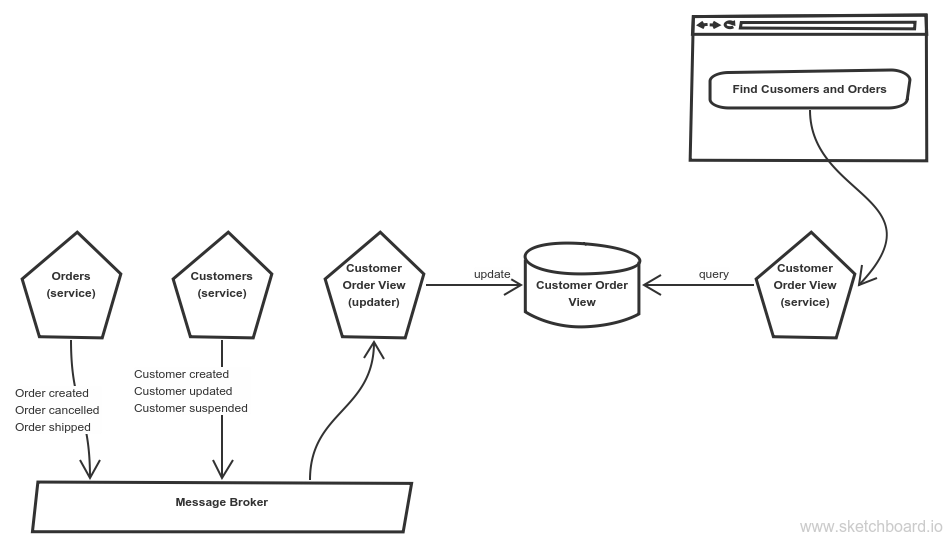 Find Cusomers and Orders
Orders
(service)
Customers
(service)
Customer
Order View
(updater)
update
Customer Order
View
query
Customer
Order View
(service)
Order created
Order cancelled
Order shipped
Customer created
Customer updated
Customer suspended
Message Broker
www.sketchboard.io